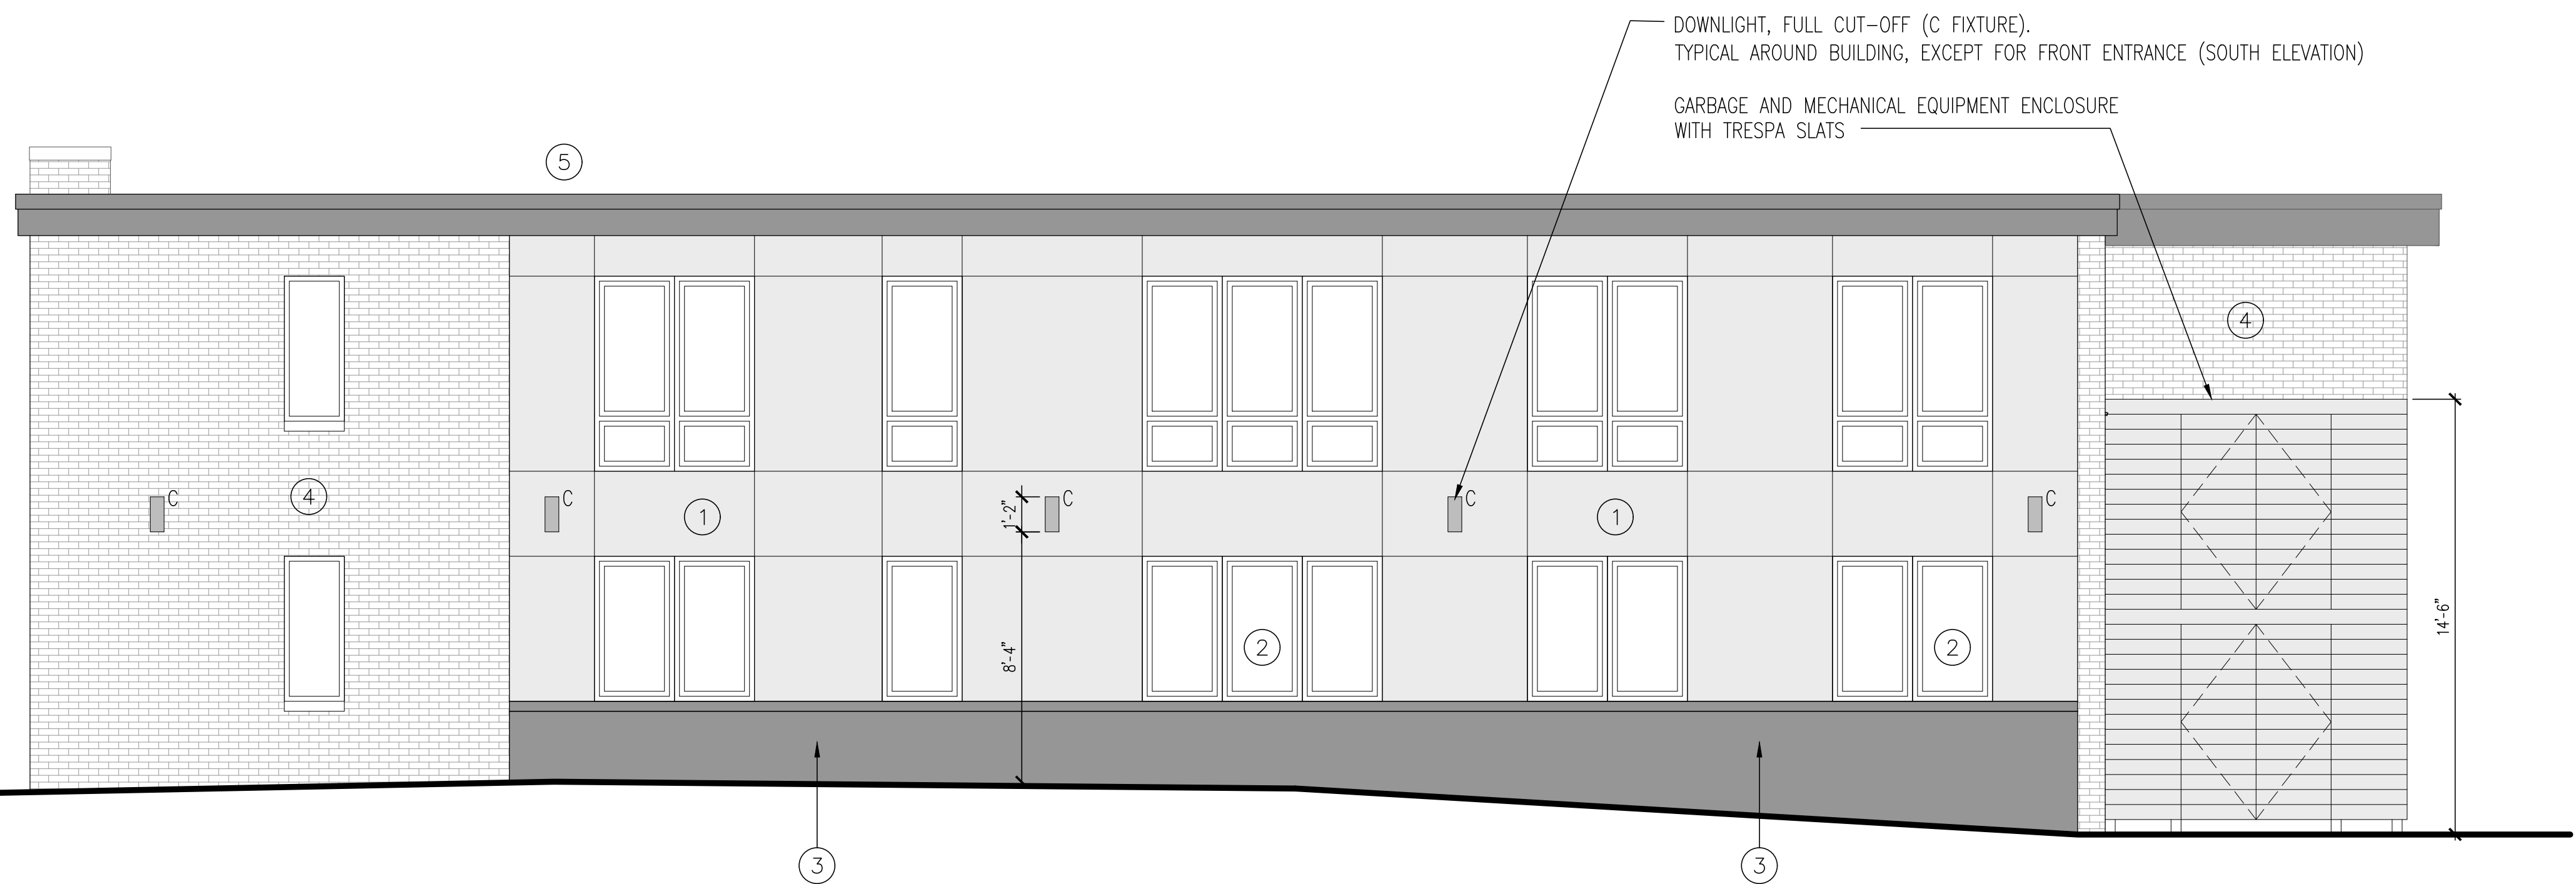 DOWNLIGHT, FULL CUT-OFF (C FIXTURE).
TYPICAL AROUND BUILDING, EXCEPT FOR FRONT ENTRANCE (SOUTH ELEVATION)
GARBAGE AND MECHANICAL EQUIPMENT ENCLOSURE
WITH TRESPA SLATS
5
4
4
C
C
C
C
C
1'-2"
1
1
8'-4"
2
2
14'-6"
3
3